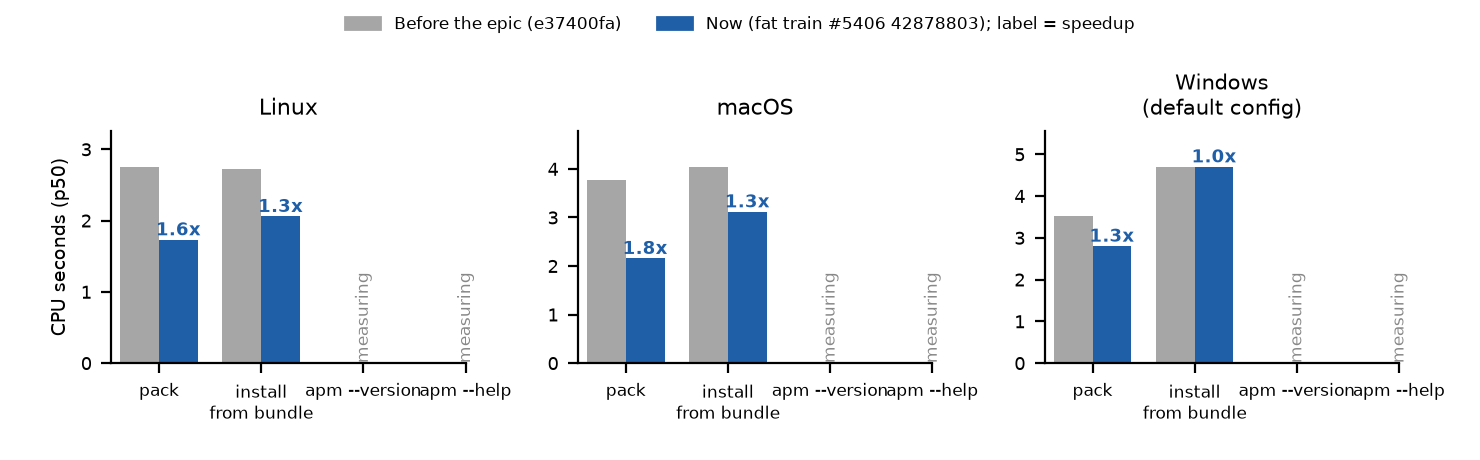 Before the epic (e37400fa)
Now (fat train #5406 42878803); label = speedup
Linux
CPU seconds (p50)
3
2
1
0
1.6x
1.3x
measuring
measuring
pack
install
from bundle
apm --version
apm --help
macOS
4
3
2
1
0
1.8x
1.3x
measuring
measuring
pack
install
from bundle
apm --version
apm --help
Windows
(default config)
5
4
3
2
1
0
1.3x
1.0x
measuring
measuring
pack
install
from bundle
apm --version
apm --help